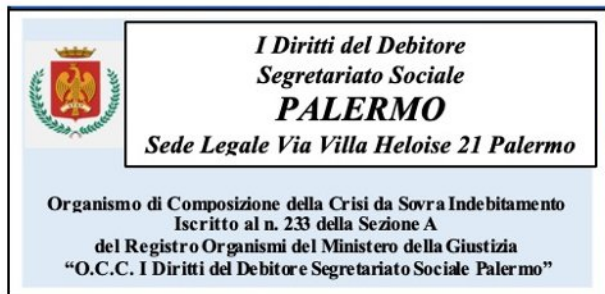 I Diritti del Debitore
Segretariato Sociale
PALERMO
Sede Legale Via Villa Heloise 21 Palermo
Organismo di Composizione della Crisi da Sovra Indebitamento
Iscritto al n. 233 della Sezione A
del Registro Organismi del Ministero della Giustizia
“O.C.C. I Diritti del Debitore Segretariato Sociale Palermo”